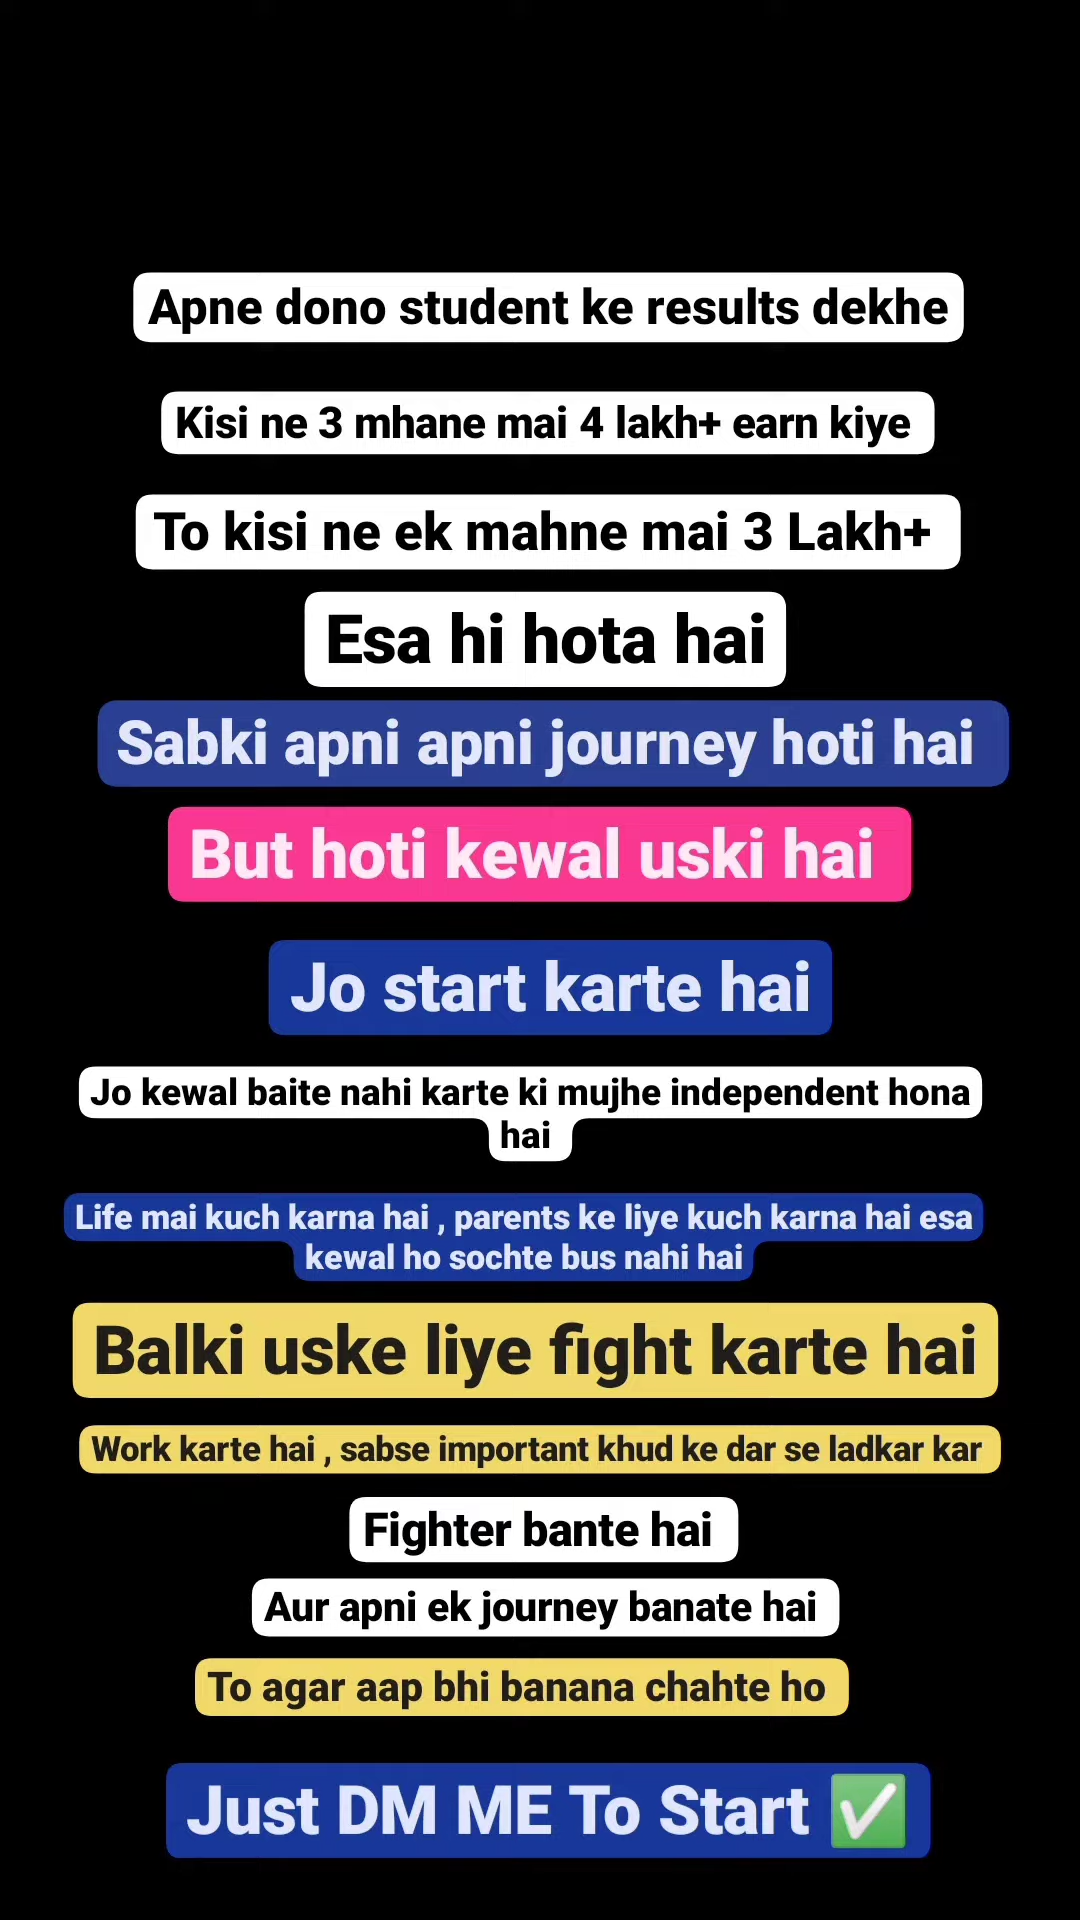 Apne dono student ke results dekhe
Kisi ne 3 mhane mai 4 lakh+ earn kiye
To kisi ne ek mahne mai 3 Lakh+
Esa hi hota hai
Sabki apni apni journey hoti hai
But hoti kewal uski hai
Jo start karte hai
Jo kewal baite nahi karte ki mujhe independent hona
hai
Life mai kuch karna hai , parents ke liye kuch karna hai esa
kewal ho sochte bus nahi hai
Balki uske liye fight karte hai
Work karte hai , sabse important khud ke dar se ladkar kar
Fighter bante hai
Aur apni ek journey banate hai
To agar aap bhi banana chahte ho
Just DM ME To Start ✅